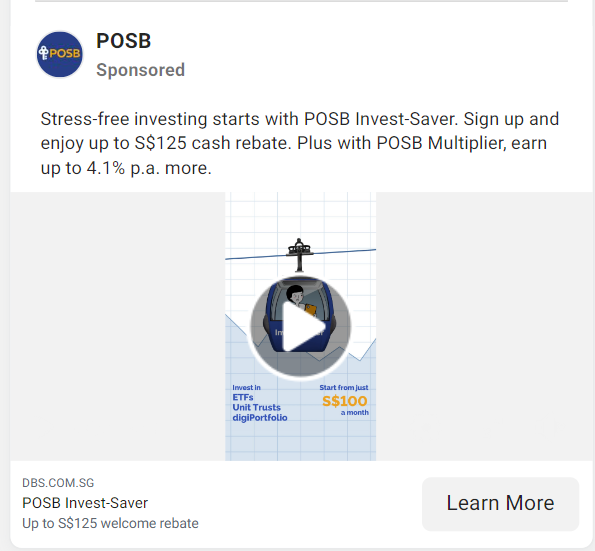 POSB
POSB
Sponsored
Stress-free investing starts with POSB Invest-Saver. Sign up and
enjoy up to S$125 cash rebate. Plus with POSB Multiplier, earn
up to 4.1% p.a. more.
Invest in
ETFs
Unit Trusts
digiPortfolio
Start from just
S$100
a month
DBS.COM.SG
POSB Invest-Saver
Up to S$125 welcome rebate
Learn More